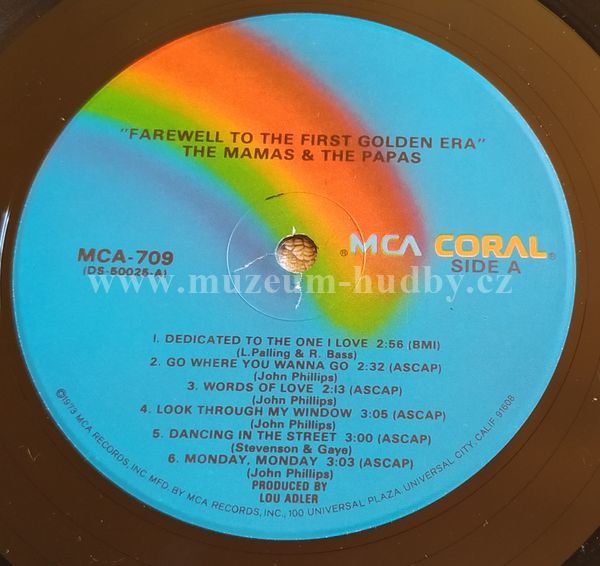 "FAREWELL TO THE FIRST GOLDEN ERA"
THE MAMAS & THE PAPAS
MCA-709
(DS-50025-A)
® MCA CORAL®
SIDE A
www.muzeum-hudby.cz
1. DEDICATED TO THE ONE I LOVE 2:56 (BMI)
(L.Palling & R. Bass)
2. GO WHERE YOU WANNA GO 2:32 (ASCAP)
(John Phillips)
3. WORDS OF LOVE 2:13 (ASCAP)
(John Phillips)
4. LOOK THROUGH MY WINDOW 3:05 (ASCAP)
(John Phillips)
5. DANCING IN THE STREET 3:00 (ASCAP)
(Stevenson & Gaye)
6. MONDAY, MONDAY 3:03 (ASCAP)
(John Phillips)
PRODUCED BY
LOU ADLER
©1973 MCA RECORDS, INC. MFD. BY MCA RECORDS, INC., 100 UNIVERSAL PLAZA, UNIVERSAL CITY, CALIF. 91608